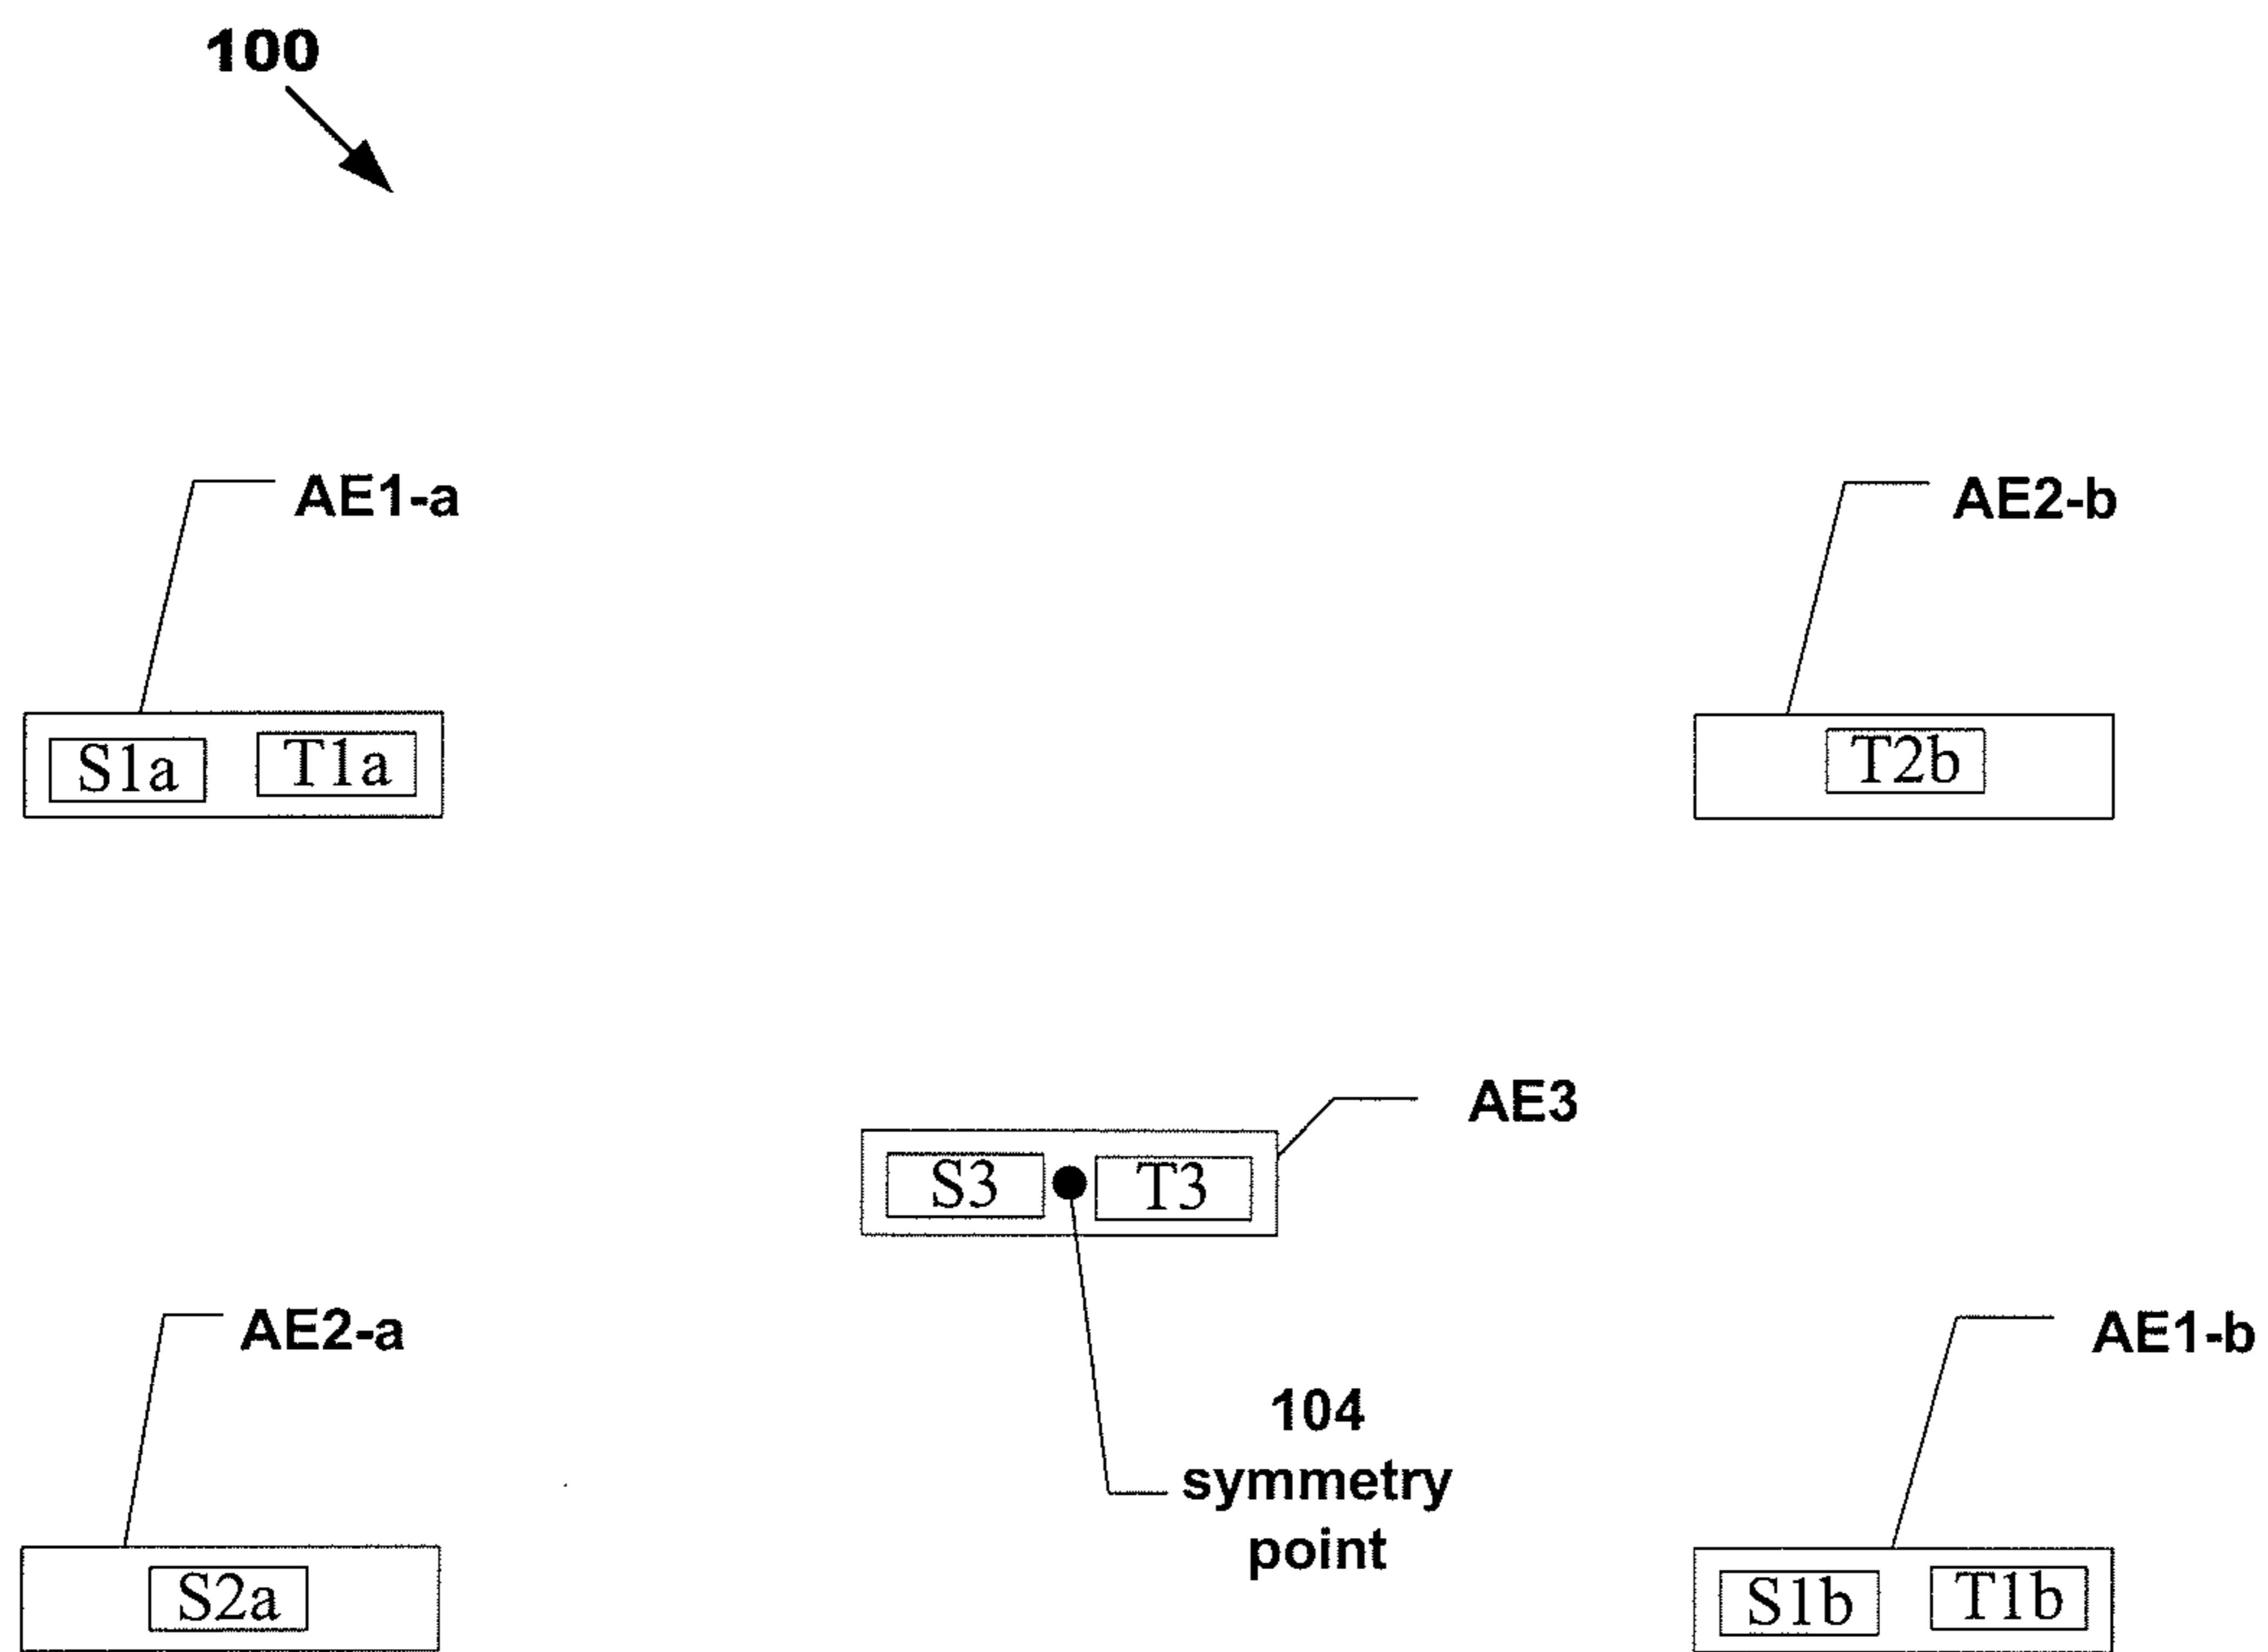 100
AE1-a
AE2-b
S1a T1a
T2b
AE3
S3 T3
AE2-a
AE1-b
104
symmetry
point
S2a
S1b T1b